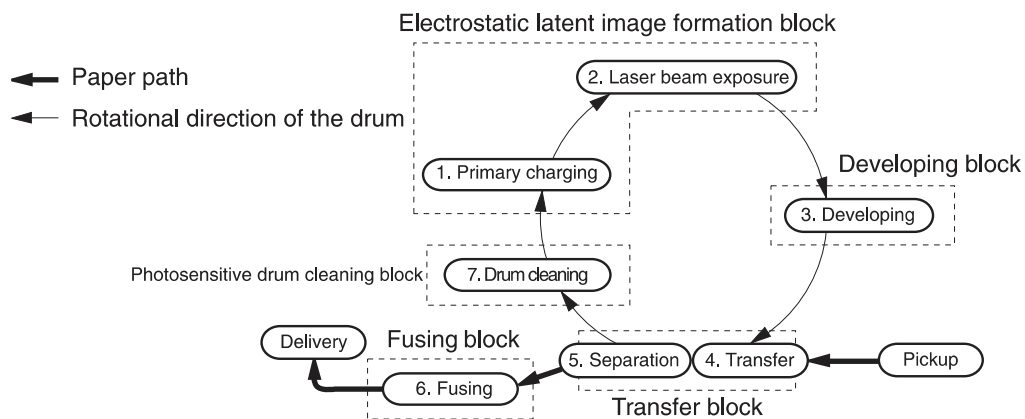 Electrostatic latent image formation block
2. Laser beam exposure
Paper path
Rotational direction of the drum
1. Primary charging
Developing block
3. Developing
Photosensitive drum cleaning block
7. Drum cleaning
Delivery
Fusing block
5. Separation
4. Transfer
Pickup
6. Fusing
Transfer block